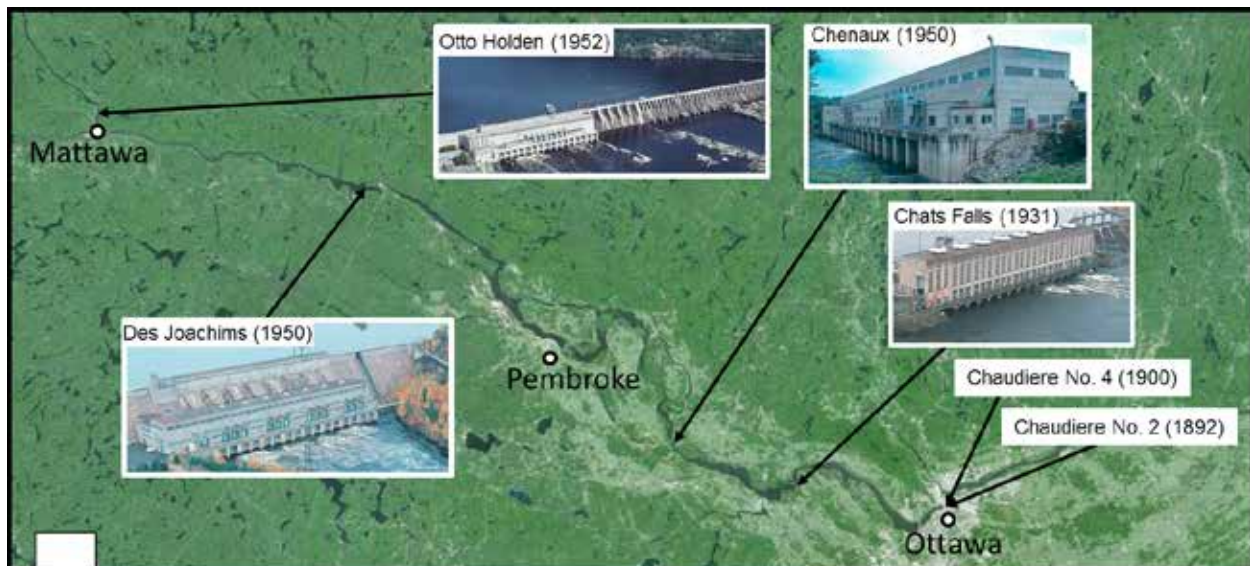 Otto Holden (1952)
Chenaux (1950)
Mattawa
Chats Falls (1931)
Des Joachims (1950)
Pembroke
Chaudiere No. 4 (1900)
Chaudiere No. 2 (1892)
Ottawa